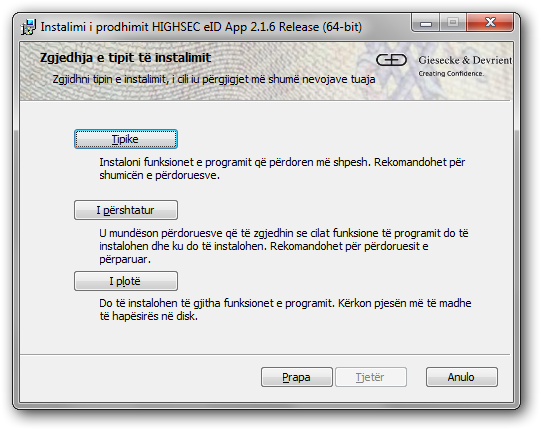 Instalimi i prodhimit HIGHSEC eID App 2.1.6 Release (64-bit)
Zgjedhja e tipit të instalimit
Zgjidhni tipin e instalimit, i cili iu përgjigjet më shumë nevojave tuaja
Giesecke & Devrient
Creating Confidence.
Tipike
Instaloni funksionet e programit që përdoren më shpesh. Rekomandohet për
shumicën e përdoruesve.
I përshtatur
U mundëson përdoruesve që të zgjedhin se cilat funksione të programit do të
instalohen dhe ku do të instalohen. Rekomandohet për përdoruesit e
përparuar.
I plotë
Do të instalohen të gjitha funksionet e programit. Kërkon pjesën më të madhe
të hapësirës në disk.
Prapa
Tjetër
Anulo